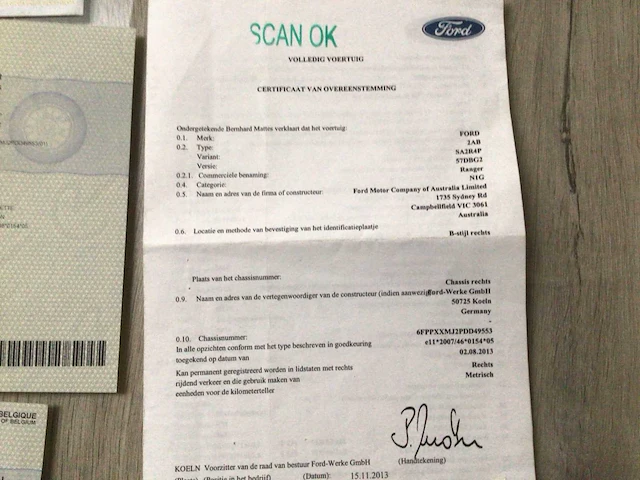 SCAN OK
Ford
VOLLEDIG VOERTUIG
CERTIFICAAT VAN OVEREENSTEMMING
Ondergetekende Bernhard Mattes verklaart dat het voertuig:
0.1. Merk: FORD
0.2. Type: 2AB
Variant: SA2R4P
Versie: 57DBG2
0.2.1. Commerciele benaming: Ranger
0.4. Categorie: N1G
0.5. Naam en adres van de firma of constructeur: Ford Motor Company of Australia Limited
1735 Sydney Rd
Campbellfield VIC 3061
Australia
0.6. Locatie en methode van bevestiging van het identificatieplaatje B-stijl rechts
Plaats van het chassisnummer: Chassis rechts
0.9. Naam en adres van de vertegenwoordiger van de constructeur (indien aanwezig) Ford-Werke GmbH
50725 Koeln
Germany
0.10. Chassisnummer: 6FPPXXMJ2PDD49553
In alle opzichten conform met het type beschreven in goedkeuring e11*2007/46*0154*05
toegekend op datum van 02.08.2013
Kan permanent geregistreerd worden in lidstaten met rechts Rechts
rijdend verkeer en die gebruik maken van Metrisch
eenheden voor de kilometerteller
KOELN Voorzitter van de raad van bestuur Ford-Werke GmbH (Handtekening)
(Plaats) (Positie in het bedrijf) (Datum): 15.11.2013
BELGIQUE
OF BELGIUM